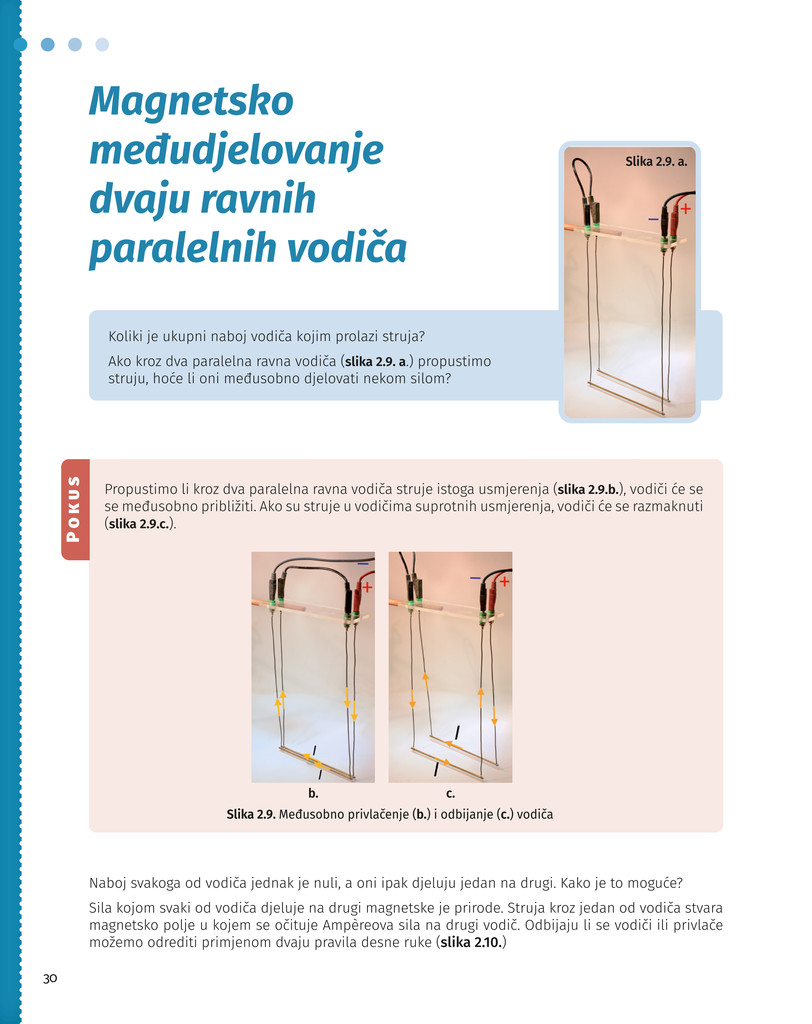 Magnetsko
međudjelovanje
dvaju ravnih
paralelnih vodiča
Slika 2.9. a.
–
+
Koliki je ukupni naboj vodiča kojim prolazi struja?
Ako kroz dva paralelna ravna vodiča (slika 2.9. a.) propustimo
struju, hoće li oni međusobno djelovati nekom silom?
POKUS
Propustimo li kroz dva paralelna ravna vodiča struje istoga usmjerenja (slika 2.9.b.), vodiči će se
se međusobno približiti. Ako su struje u vodičima suprotnih usmjerenja, vodiči će se razmaknuti
(slika 2.9.c.).
–
+
I
I
–
+
I
I
b.
c.
Slika 2.9. Međusobno privlačenje (b.) i odbijanje (c.) vodiča
Naboj svakoga od vodiča jednak je nuli, a oni ipak djeluju jedan na drugi. Kako je to moguće?
Sila kojom svaki od vodiča djeluje na drugi magnetske je prirode. Struja kroz jedan od vodiča stvara
magnetsko polje u kojem se očituje Ampèreova sila na drugi vodič. Odbijaju li se vodiči ili privlače
možemo odrediti primjenom dvaju pravila desne ruke (slika 2.10.)
30